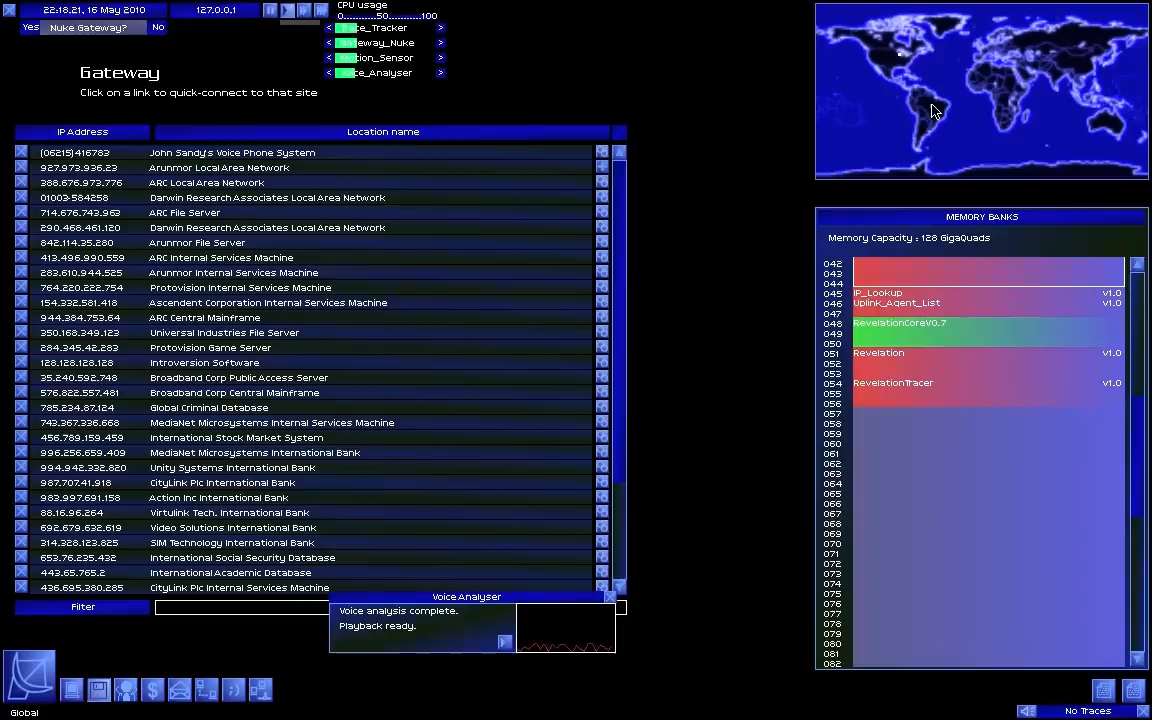 22:18.21, 16 May 2010
127.0.0.1
CPU usage
0.........50.........100
Yes
Nuke Gateway?
No
ce_Tracker
eway_Nuke
ion_Sensor
ce_Analyser
Gateway
Click on a link to quick-connect to that site
IP Address Location name
(06215)416783 John Sandy's Voice Phone System
927.973.936.23 Arunmor Local Area Network
388.676.973.776 ARC Local Area Network
01003-584258 Darwin Research Associates Local Area Network
714.676.743.963 ARC File Server
290.468.461.120 Darwin Research Associates Local Area Network
842.114.35.280 Arunmor File Server
413.496.990.559 ARC Internal Services Machine
283.610.944.525 Arunmor Internal Services Machine
764.220.222.754 Protovision Internal Services Machine
154.332.581.418 Ascendent Corporation Internal Services Machine
944.384.753.64 ARC Central Mainframe
350.168.349.123 Universal Industries File Server
284.345.42.283 Protovision Game Server
128.128.128.128 Introversion Software
35.240.592.748 Broadband Corp Public Access Server
576.822.557.481 Broadband Corp Central Mainframe
785.234.87.124 Global Criminal Database
743.367.336.668 MediaNet Microsystems Internal Services Machine
456.789.159.459 International Stock Market System
996.256.659.409 MediaNet Microsystems International Bank
994.942.332.820 Unity Systems International Bank
987.707.41.918 CityLink Plc International Bank
983.997.691.158 Action Inc International Bank
88.16.96.264 Virtulink Tech. International Bank
692.679.632.619 Video Solutions International Bank
314.328.123.825 SIM Technology International Bank
653.76.235.432 International Social Security Database
443.65.765.2 International Academic Database
436.695.380.285 CityLink Plc Internal Services Machine
Filter
Voice Analyser
Voice analysis complete.
Playback ready.
Global
MEMORY BANKS
Memory Capacity : 128 GigaQuads
042
043
044
045 IP_Lookup v1.0
046 Uplink_Agent_List v1.0
047
048 RevelationCoreV0.7
049
050
051 Revelation v1.0
052
053
054 RevelationTracer v1.0
055
056
057
058
059
060
061
062
063
064
065
066
067
068
069
070
071
072
073
074
075
076
077
078
079
080
081
082
No Traces